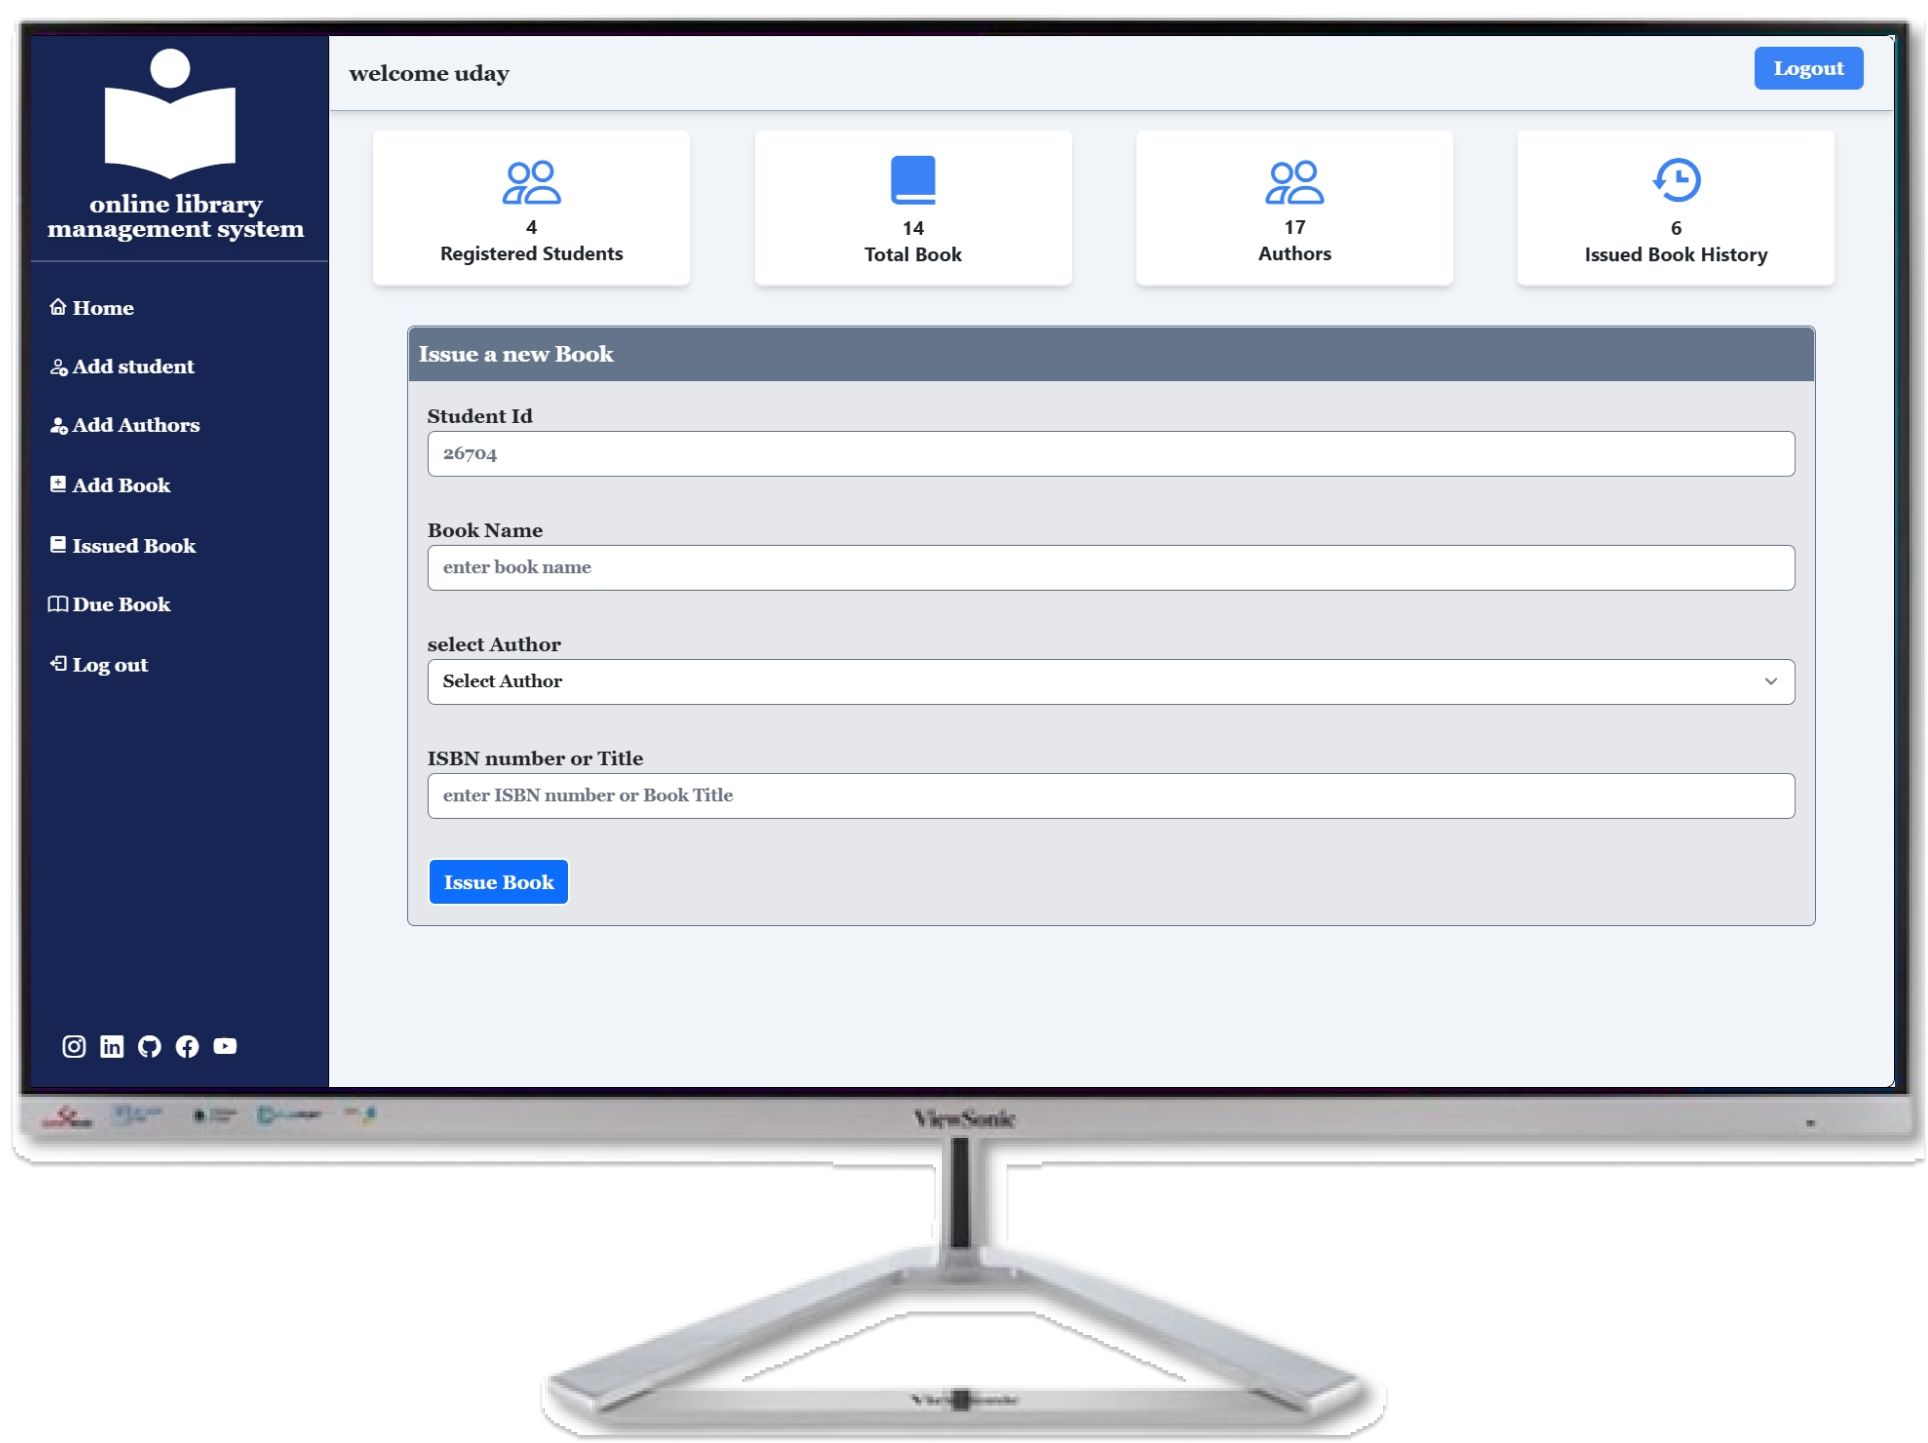 online library
management system
Home
Add student
Add Authors
Add Book
Issued Book
Due Book
Log out
welcome uday
Logout
4
Registered Students
14
Total Book
17
Authors
6
Issued Book History
Issue a new Book
Student Id
26704
Book Name
enter book name
select Author
Select Author
ISBN number or Title
enter ISBN number or Book Title
Issue Book
in
ViewSonic